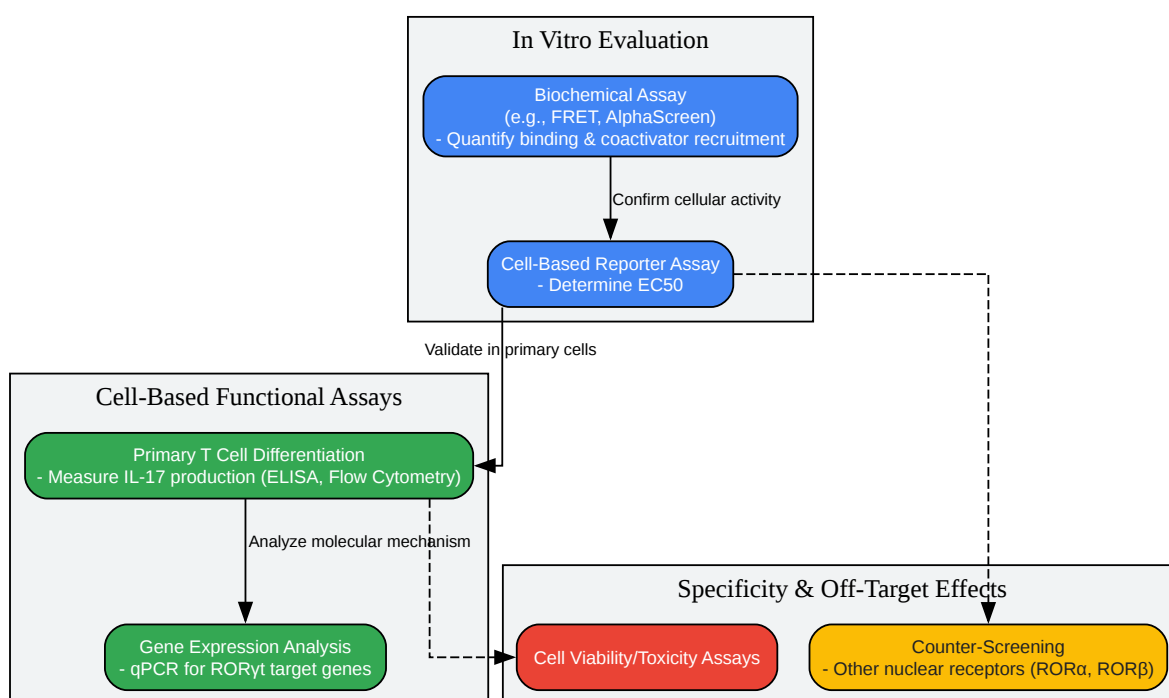 In Vitro Evaluation
Biochemical Assay
(e.g., FRET, AlphaScreen)
- Quantify binding & coactivator recruitment
Confirm cellular activity
Cell-Based Reporter Assay
- Determine EC50
Validate in primary cells
Cell-Based Functional Assays
Primary T Cell Differentiation
- Measure IL-17 production (ELISA, Flow Cytometry)
Analyze molecular mechanism
Gene Expression Analysis
- qPCR for RORγt target genes
Specificity & Off-Target Effects
Cell Viability/Toxicity Assays
Counter-Screening
- Other nuclear receptors (RORα, RORβ)